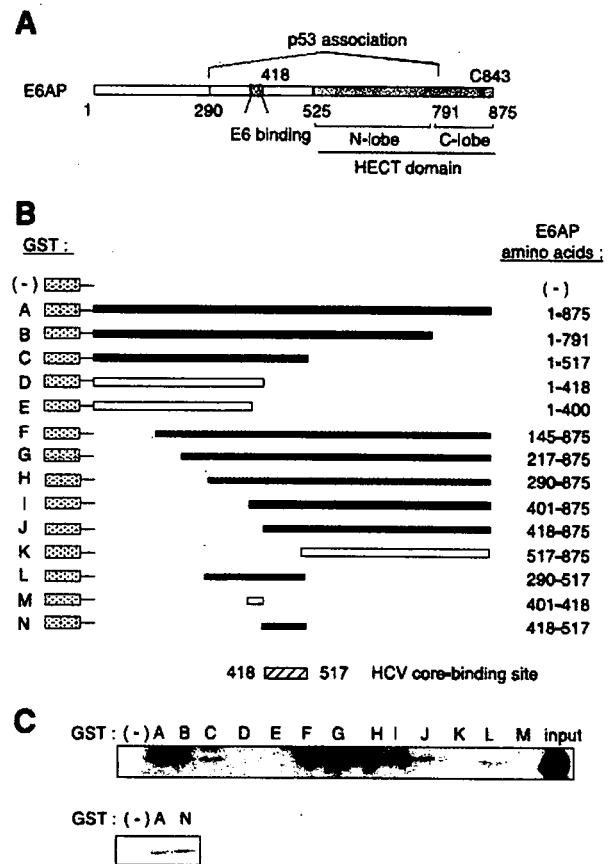 A
p53 association
418 C843
E6AP
1 290 525 791 875
E6 binding N-lobe C-lobe
HECT domain
B
GST : E6AP
amino acids :
(-) (-)
A 1-875
B 1-791
C 1-517
D 1-418
E 1-400
F 145-875
G 217-875
H 290-875
I 401-875
J 418-875
K 517-875
L 290-517
M 401-418
N 418-517
418 517 HCV core-binding site
C
GST : (-) A B C D E F G H I J K L M input
GST : (-) A N